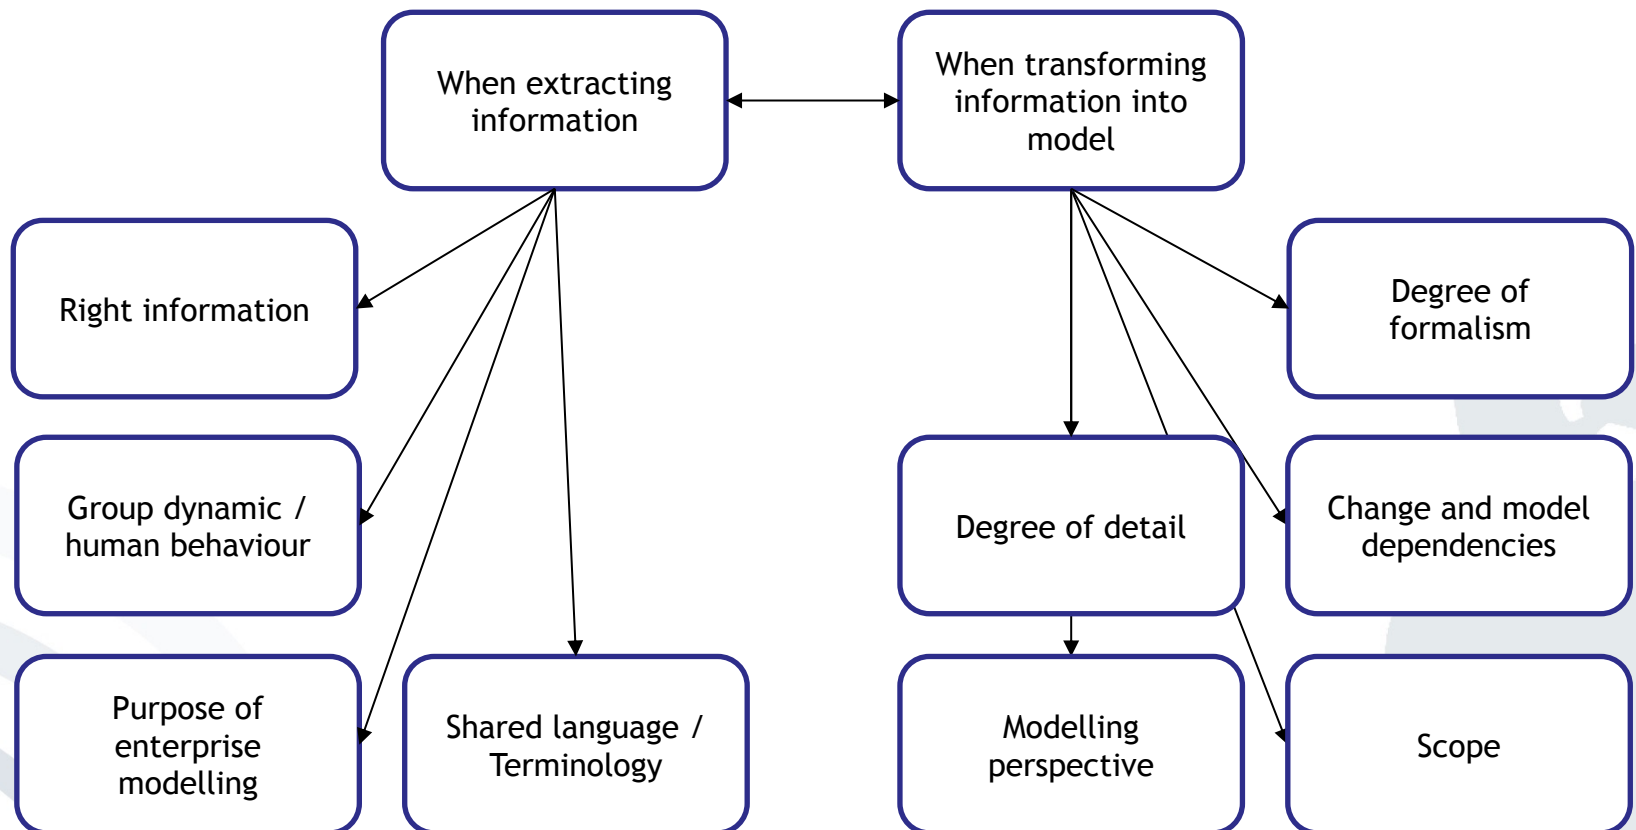 When extracting
information
When transforming
information into
model
Right information
Degree of
formalism
Group dynamic /
human behaviour
Degree of detail
Change and model
dependencies
Purpose of
enterprise
modelling
Shared language /
Terminology
Modelling
perspective
Scope